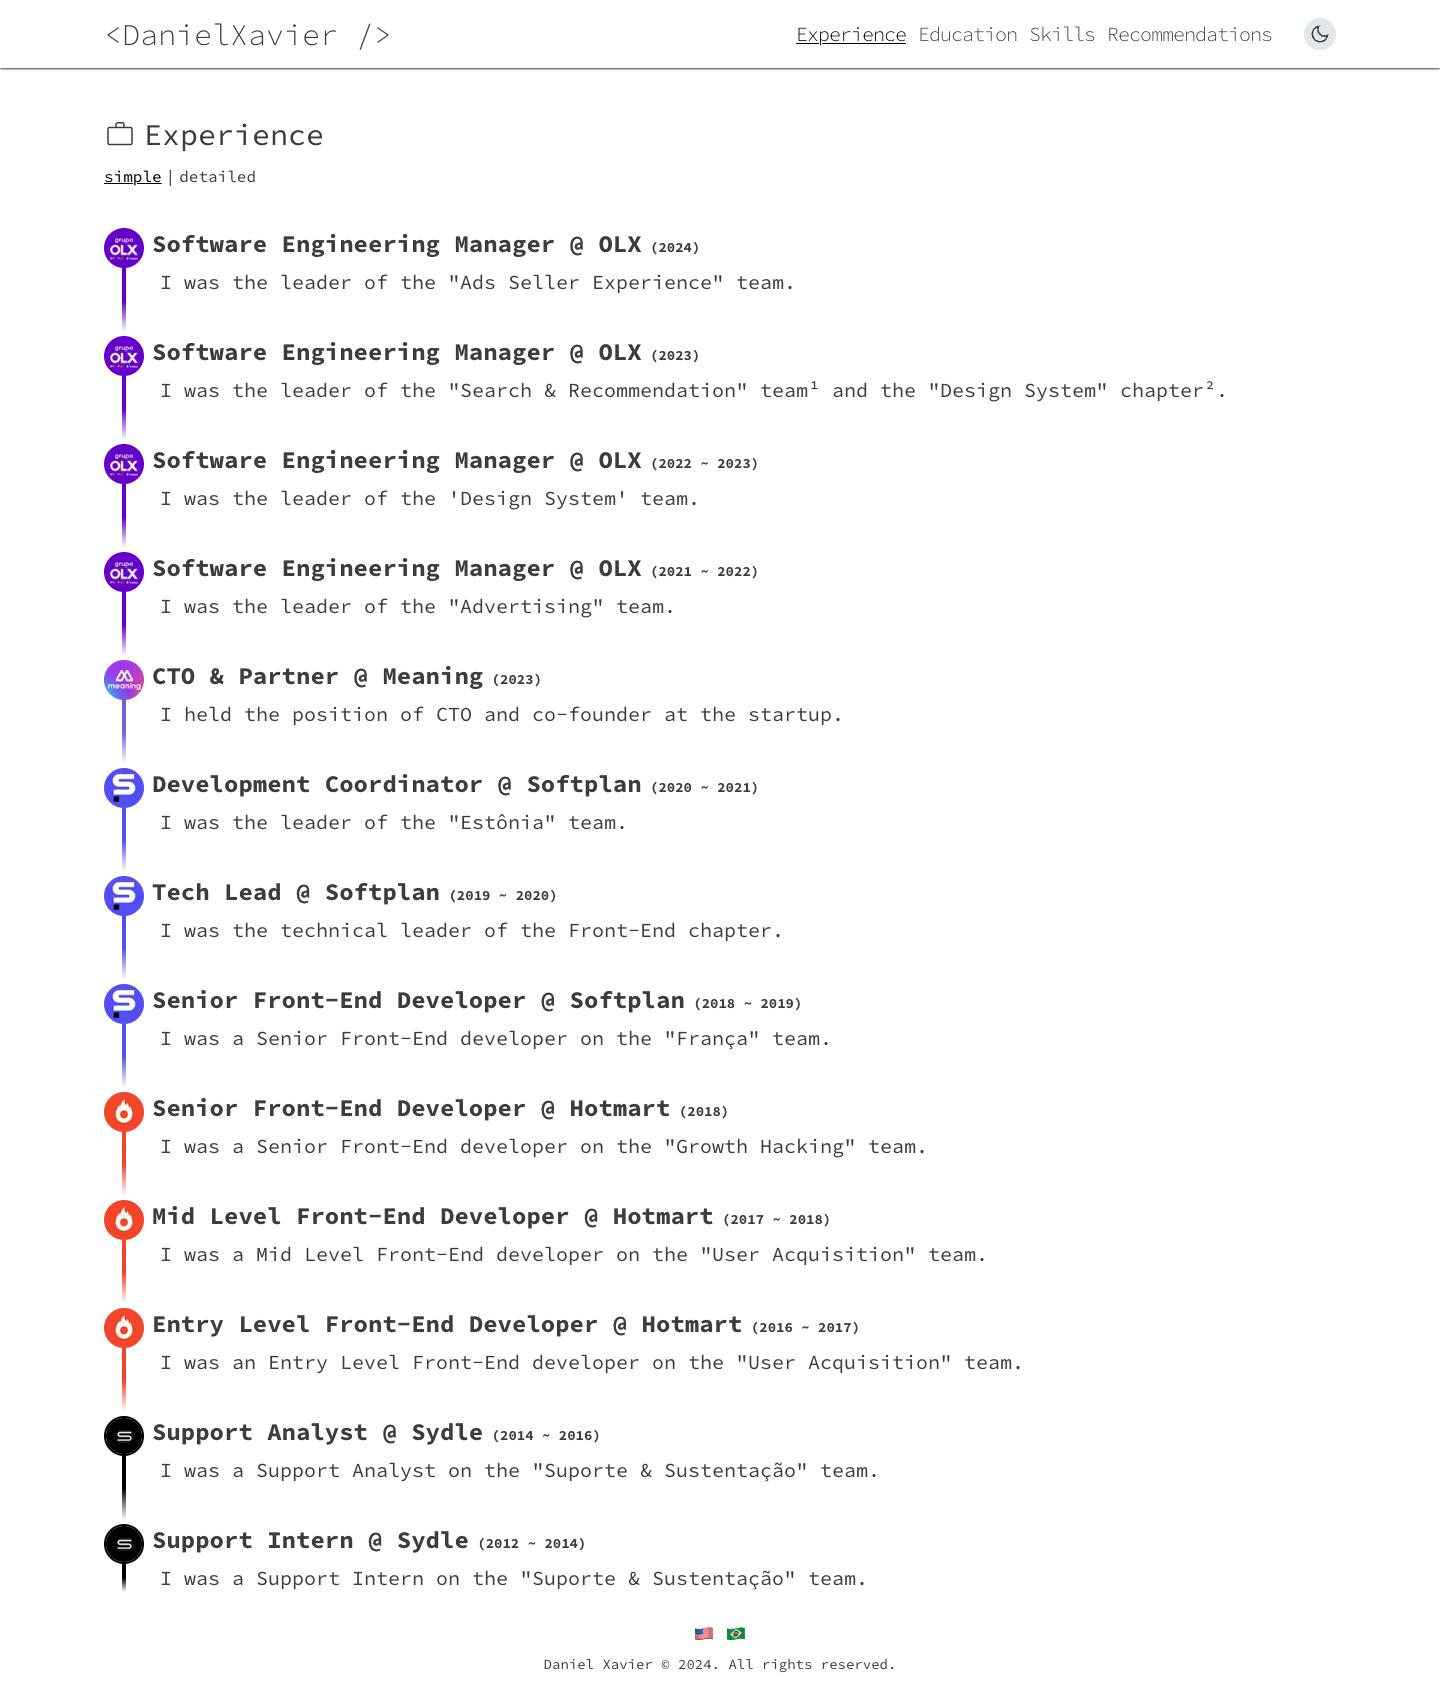 <DanielXavier />
Experience Education Skills Recommendations
Experience
simple | detailed
grupo
OLX
Software Engineering Manager @ OLX (2024)
I was the leader of the "Ads Seller Experience" team.
grupo
OLX
Software Engineering Manager @ OLX (2023)
I was the leader of the "Search & Recommendation" team¹ and the "Design System" chapter².
grupo
OLX
Software Engineering Manager @ OLX (2022 ~ 2023)
I was the leader of the 'Design System' team.
grupo
OLX
Software Engineering Manager @ OLX (2021 ~ 2022)
I was the leader of the "Advertising" team.
meaning
CTO & Partner @ Meaning (2023)
I held the position of CTO and co-founder at the startup.
Development Coordinator @ Softplan (2020 ~ 2021)
I was the leader of the "Estônia" team.
Tech Lead @ Softplan (2019 ~ 2020)
I was the technical leader of the Front-End chapter.
Senior Front-End Developer @ Softplan (2018 ~ 2019)
I was a Senior Front-End developer on the "França" team.
Senior Front-End Developer @ Hotmart (2018)
I was a Senior Front-End developer on the "Growth Hacking" team.
Mid Level Front-End Developer @ Hotmart (2017 ~ 2018)
I was a Mid Level Front-End developer on the "User Acquisition" team.
Entry Level Front-End Developer @ Hotmart (2016 ~ 2017)
I was an Entry Level Front-End developer on the "User Acquisition" team.
Support Analyst @ Sydle (2014 ~ 2016)
I was a Support Analyst on the "Suporte & Sustentação" team.
Support Intern @ Sydle (2012 ~ 2014)
I was a Support Intern on the "Suporte & Sustentação" team.
Daniel Xavier © 2024. All rights reserved.